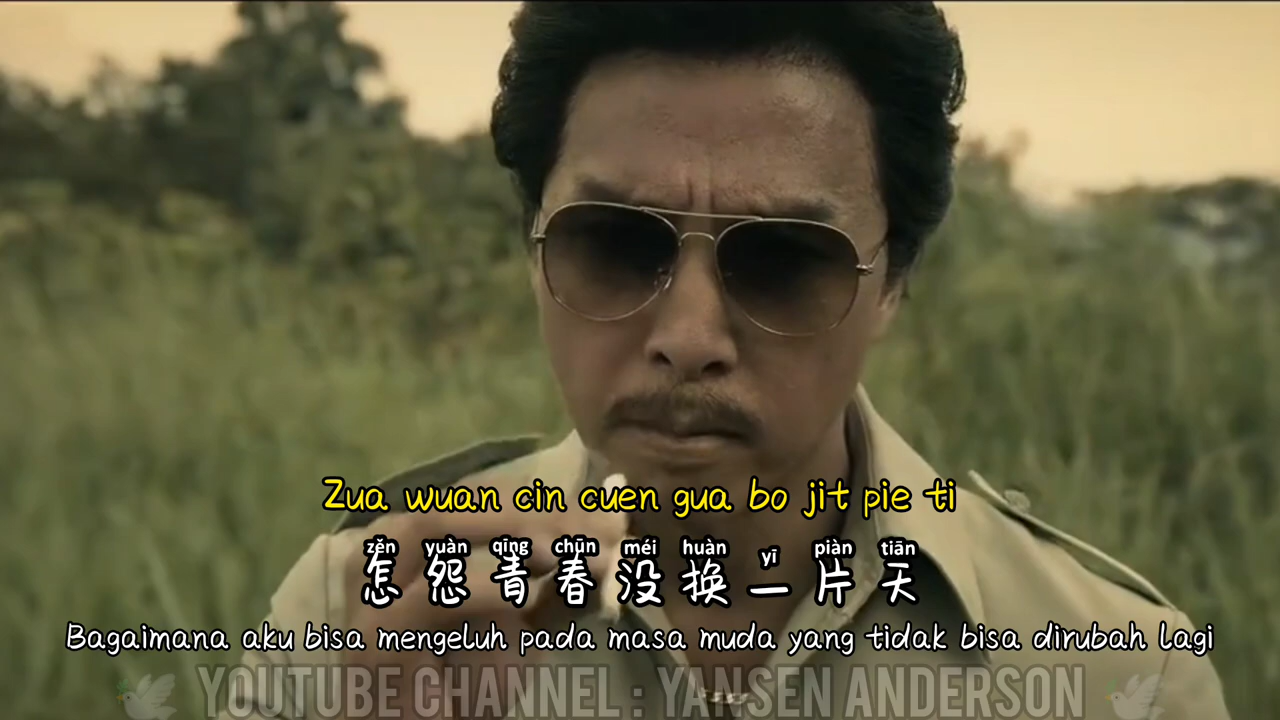 Zua wuan cin cuen gua bo jit pie ti
zěn yuàn qīng chūn méi huàn yī piàn tiān
怎怨青春没换一片天
Bagaimana aku bisa mengeluh pada masa muda yang tidak bisa dirubah lagi
YOUTUBE CHANNEL : YANSEN ANDERSON